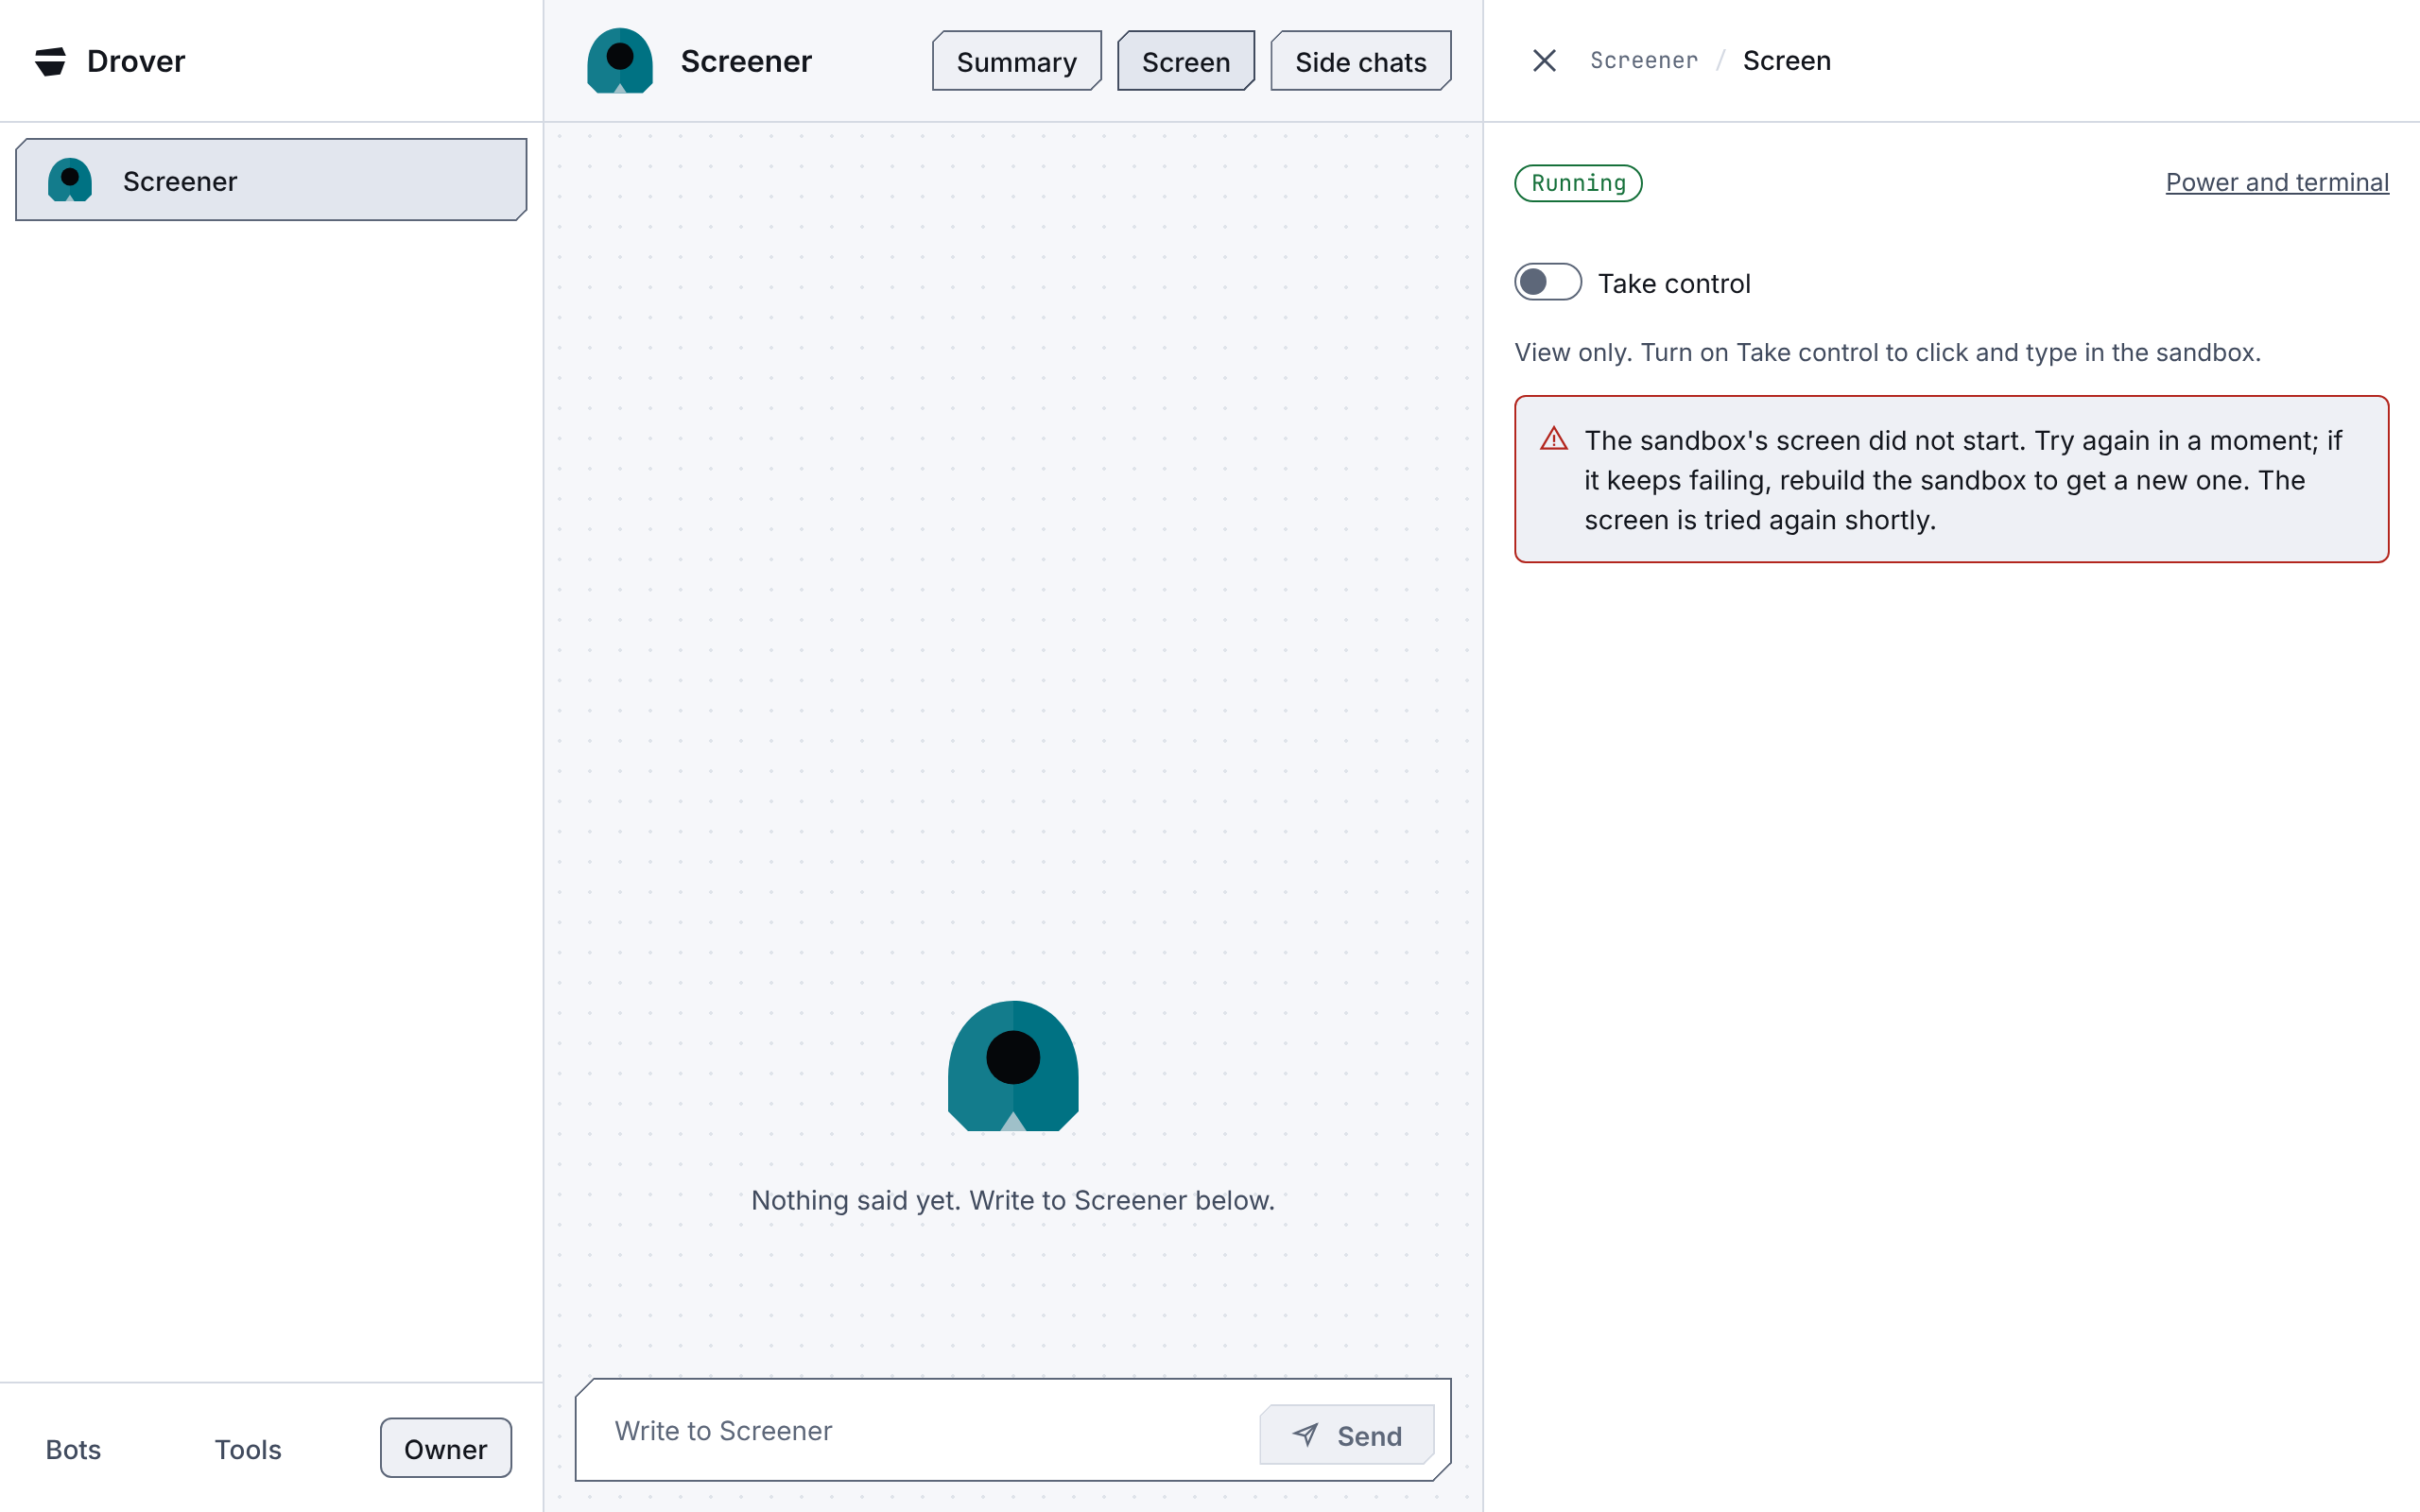 Drover
Screener
Bots
Tools
Owner
Screener
Summary
Screen
Side chats
Nothing said yet. Write to Screener below.
Write to Screener
Send
Screener / Screen
Running
Power and terminal
Take control
View only. Turn on Take control to click and type in the sandbox.
The sandbox's screen did not start. Try again in a moment; if
it keeps failing, rebuild the sandbox to get a new one. The
screen is tried again shortly.